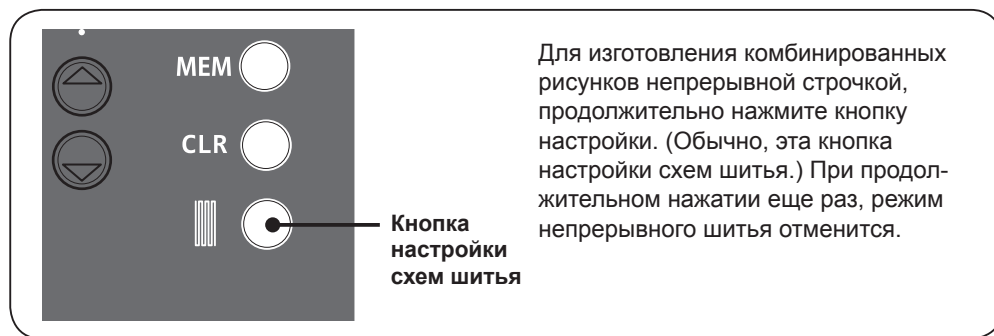 MEM
CLR
Кнопка
настройки
схем шитья
Для изготовления комбинированных
рисунков непрерывной строчкой,
продолжительно нажмите кнопку
настройки. (Обычно, эта кнопка
настройки схем шитья.) При продол-
жительном нажатии еще раз, режим
непрерывного шитья отменится.